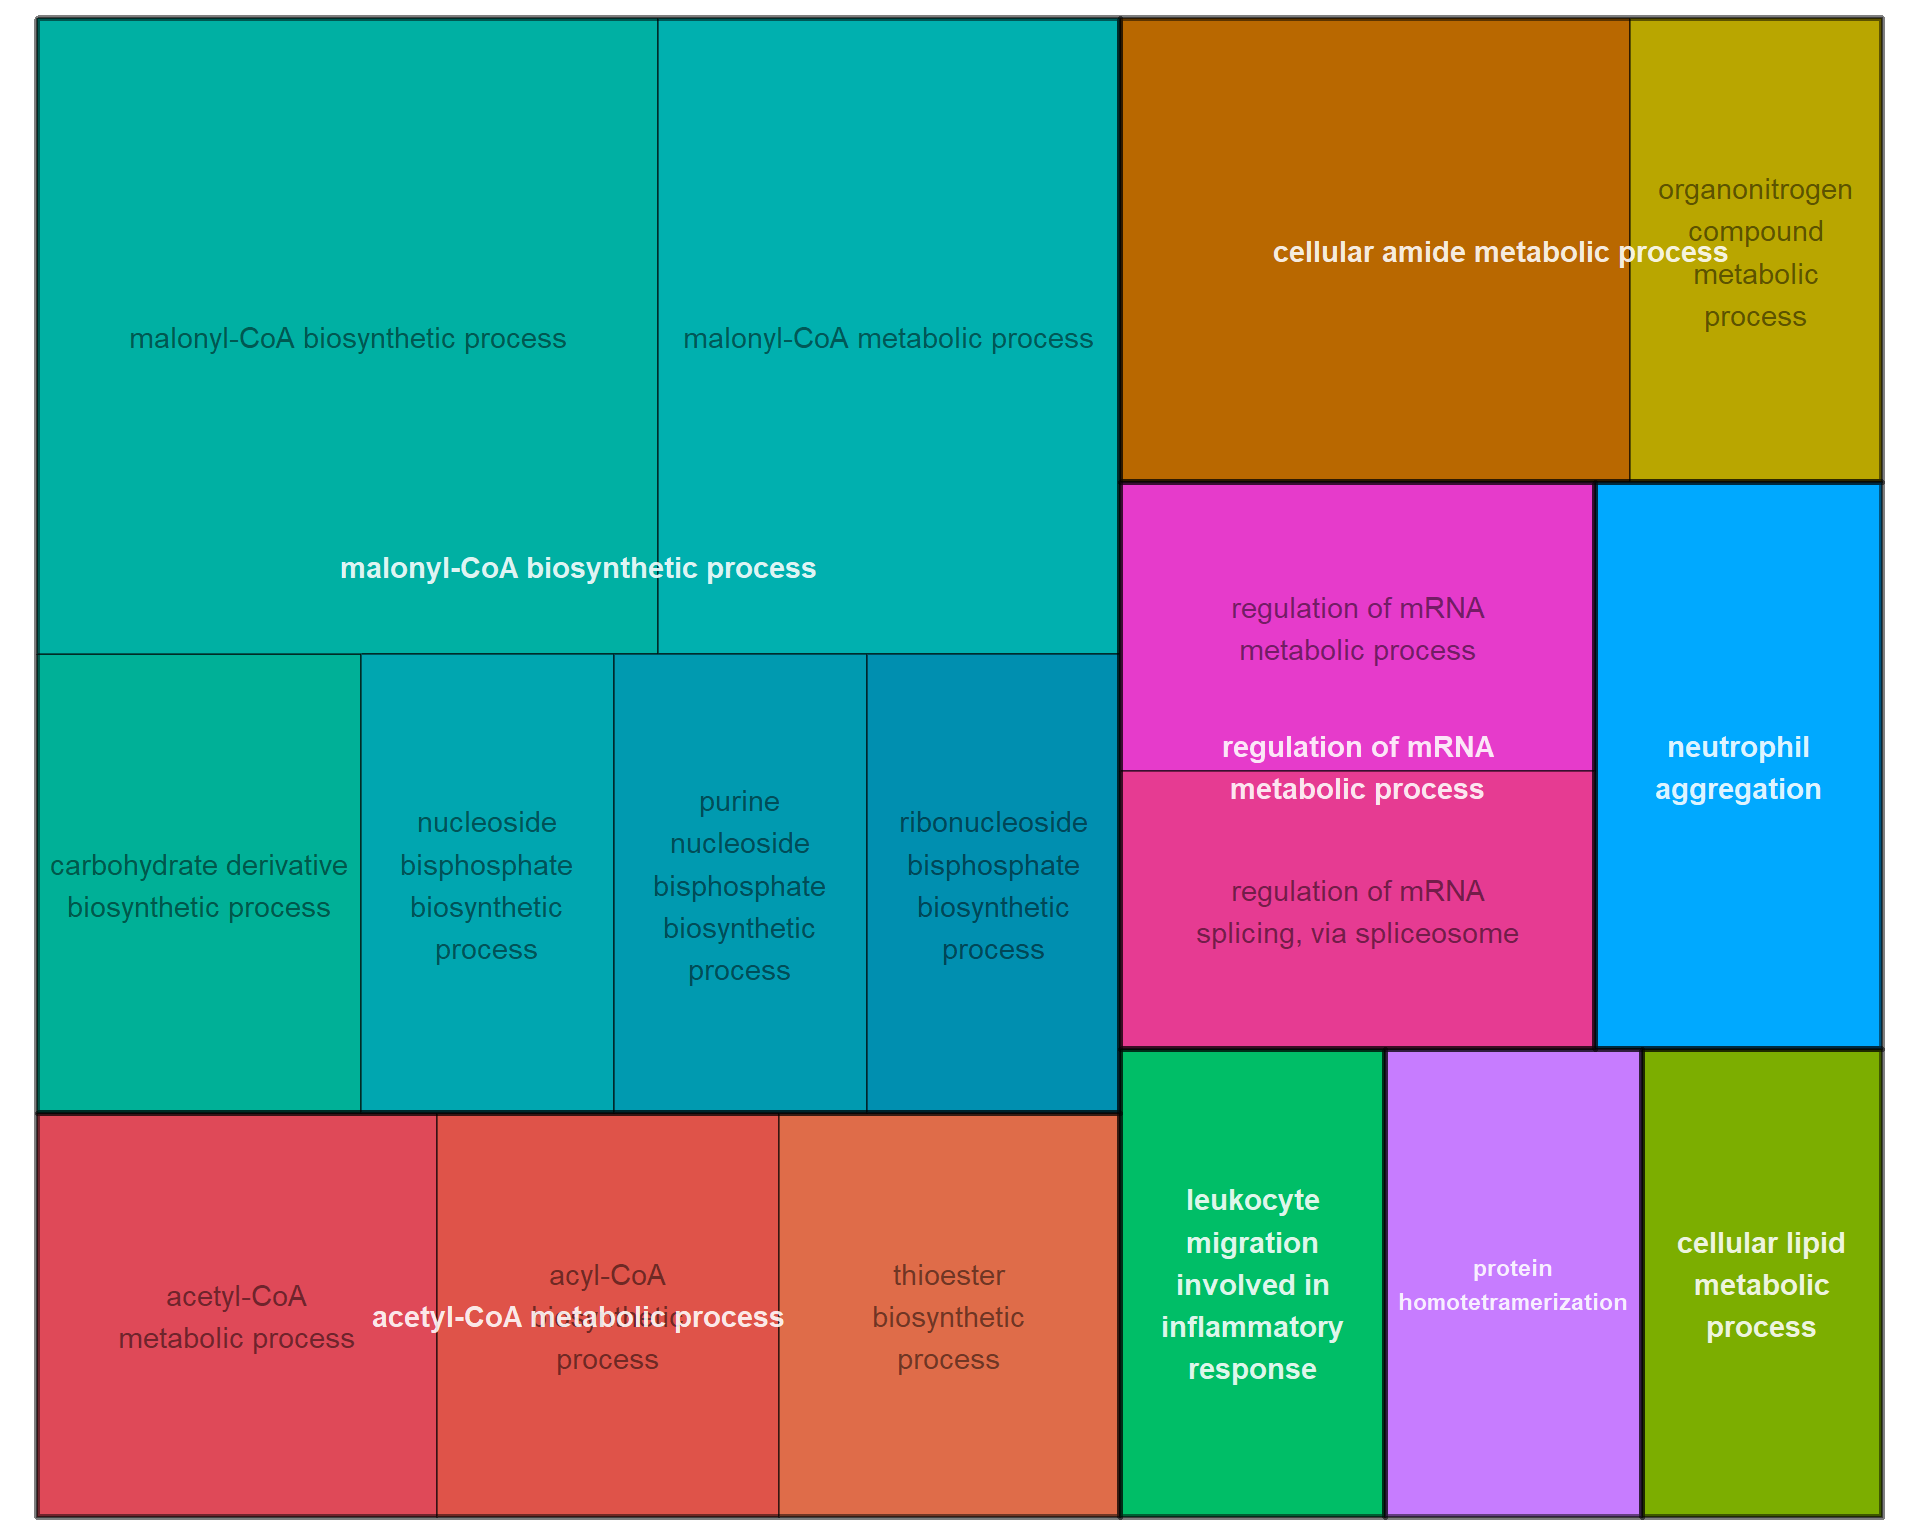 malonyl-CoA biosynthetic process
malonyl-CoA metabolic process
malonyl-CoA biosynthetic process
carbohydrate derivative
biosynthetic process
nucleoside
bisphosphate
biosynthetic
process
purine
nucleoside
bisphosphate
biosynthetic
process
ribonucleoside
bisphosphate
biosynthetic
process
acetyl-CoA
metabolic process
acyl-CoA
biosynthetic
process
acetyl-CoA metabolic process
thioester
biosynthetic
process
cellular amide metabolic process
organonitrogen
compound
metabolic
process
regulation of mRNA
metabolic process
regulation of mRNA
metabolic process
regulation of mRNA
splicing, via spliceosome
neutrophil
aggregation
leukocyte
migration
involved in
inflammatory
response
protein
homotetramerization
cellular lipid
metabolic
process